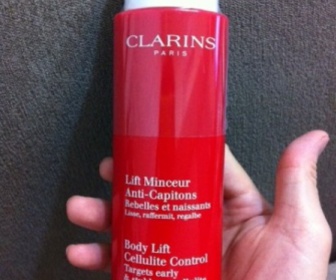 CLARINS
PARIS
Lift Minceur
Anti-Capitons
Rebelles et naissants
Lisse, raffermit, regalbe
Body Lift
Cellulite Control
Targets early
&